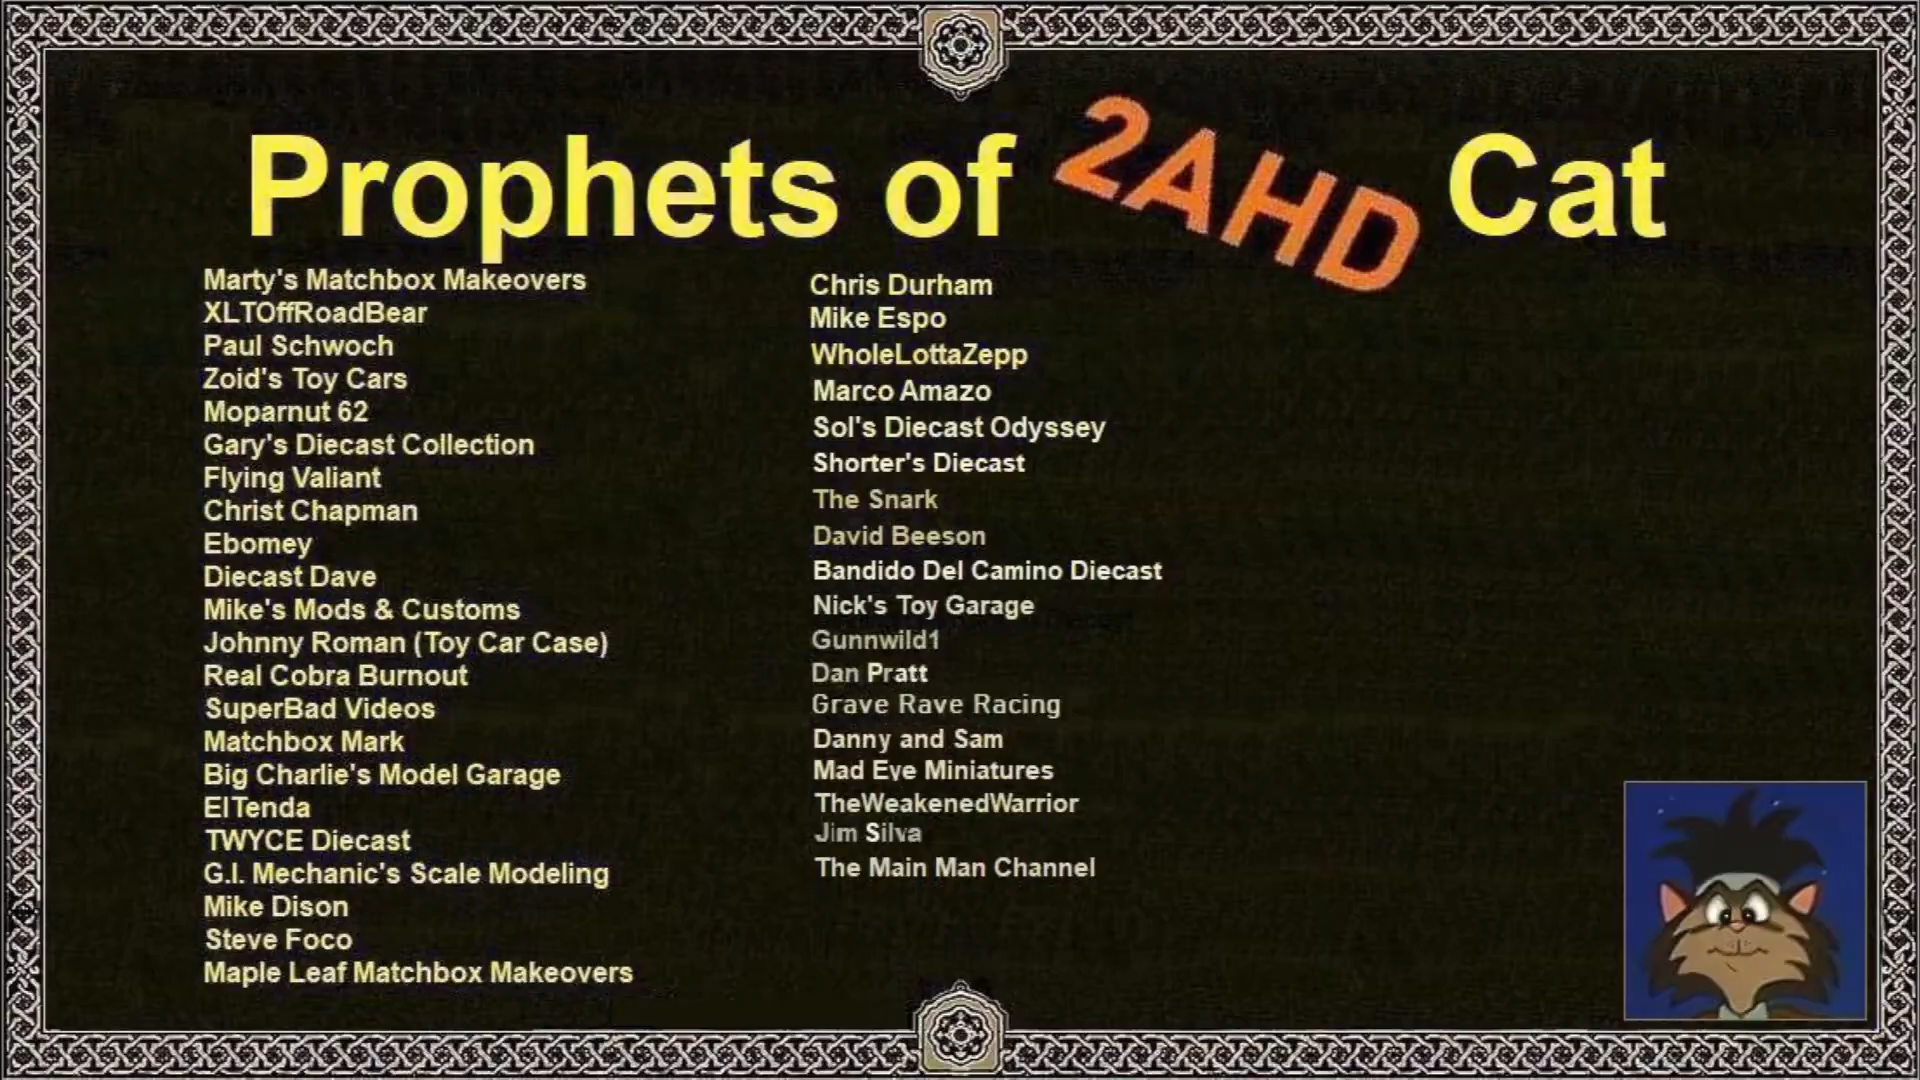 Prophets of 2AHD Cat
Marty's Matchbox Makeovers
XLTOffRoadBear
Paul Schwoch
Zoid's Toy Cars
Moparnut 62
Gary's Diecast Collection
Flying Valiant
Christ Chapman
Ebomey
Diecast Dave
Mike's Mods & Customs
Johnny Roman (Toy Car Case)
Real Cobra Burnout
SuperBad Videos
Matchbox Mark
Big Charlie's Model Garage
ElTenda
TWYCE Diecast
G.I. Mechanic's Scale Modeling
Mike Dison
Steve Foco
Maple Leaf Matchbox Makeovers
Chris Durham
Mike Espo
WholeLottaZepp
Marco Amazo
Sol's Diecast Odyssey
Shorter's Diecast
The Snark
David Beeson
Bandido Del Camino Diecast
Nick's Toy Garage
Gunnwild1
Dan Pratt
Grave Rave Racing
Danny and Sam
Mad Eye Miniatures
TheWeakenedWarrior
Jim Silva
The Main Man Channel